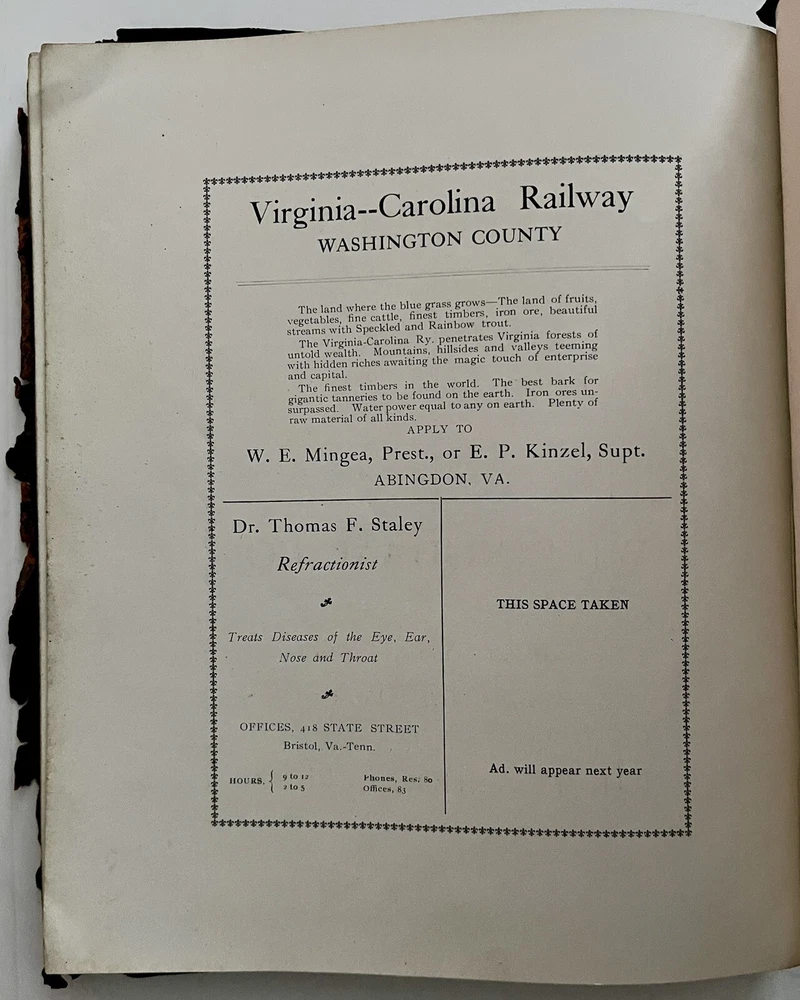 Virginia--Carolina Railway
WASHINGTON COUNTY
The land where the blue grass grows—The land of fruits,
vegetables, fine cattle, finest timbers, iron ore, beautiful
streams with Speckled and Rainbow trout.
The Virginia-Carolina Ry. penetrates Virginia forests of
untold wealth. Mountains, hillsides and valleys teeming
with hidden riches awaiting the magic touch of enterprise
and capital.
The finest timbers in the world. The best bark for
gigantic tanneries to be found on the earth. Iron ores un-
surpassed. Water power equal to any on earth. Plenty of
raw material of all kinds.
APPLY TO
W. E. Mingea, Prest., or E. P. Kinzel, Supt.
ABINGDON, VA.
Dr. Thomas F. Staley
Refractionist
Treats Diseases of the Eye, Ear,
Nose and Throat
OFFICES, 418 STATE STREET
Bristol, Va.-Tenn.
HOURS, { 9 to 12
2 to 5
Phones, Res. 80
Offices, 83
THIS SPACE TAKEN
Ad. will appear next year